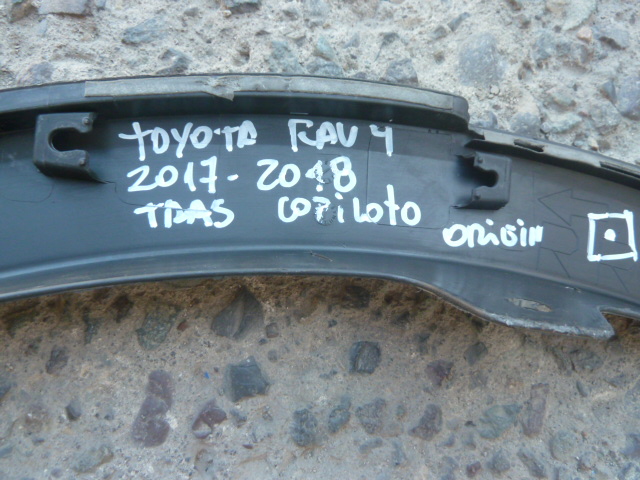 TOYOTA RAV 4
2017-2018
TRAS COPILOTO
ORIGIN